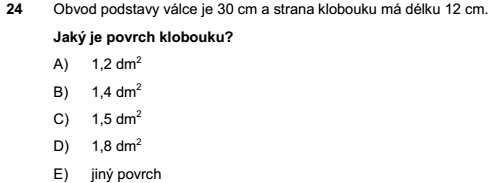 24 Obvod podstavy válce je 30 cm a strana klobouku má délku 12 cm.
Jaký je povrch klobouku?
A) 1,2 dm²
B) 1,4 dm²
C) 1,5 dm²
D) 1,8 dm²
E) jiný povrch